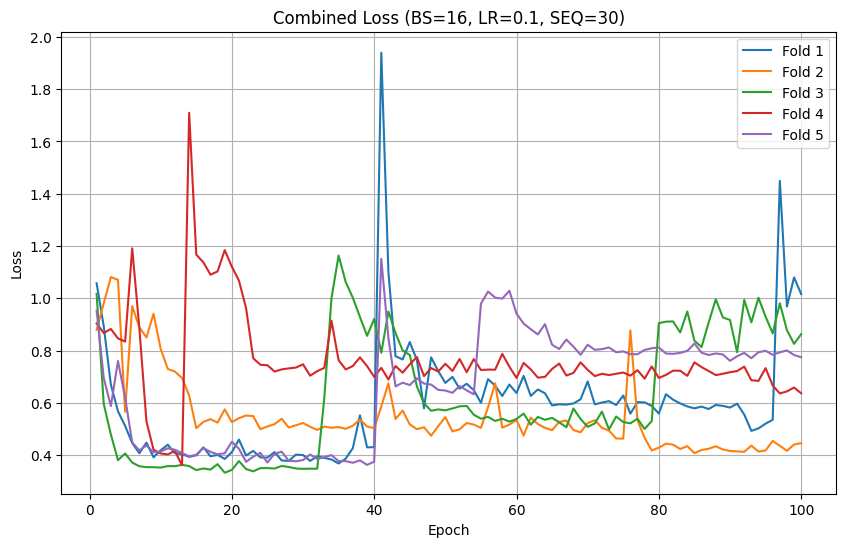 Combined Loss (BS=16, LR=0.1, SEQ=30)
2.0
1.8
1.6
1.4
1.2
1.0
0.8
0.6
0.4
Loss
Fold 1
Fold 2
Fold 3
Fold 4
Fold 5
0 20 40 60 80 100
Epoch